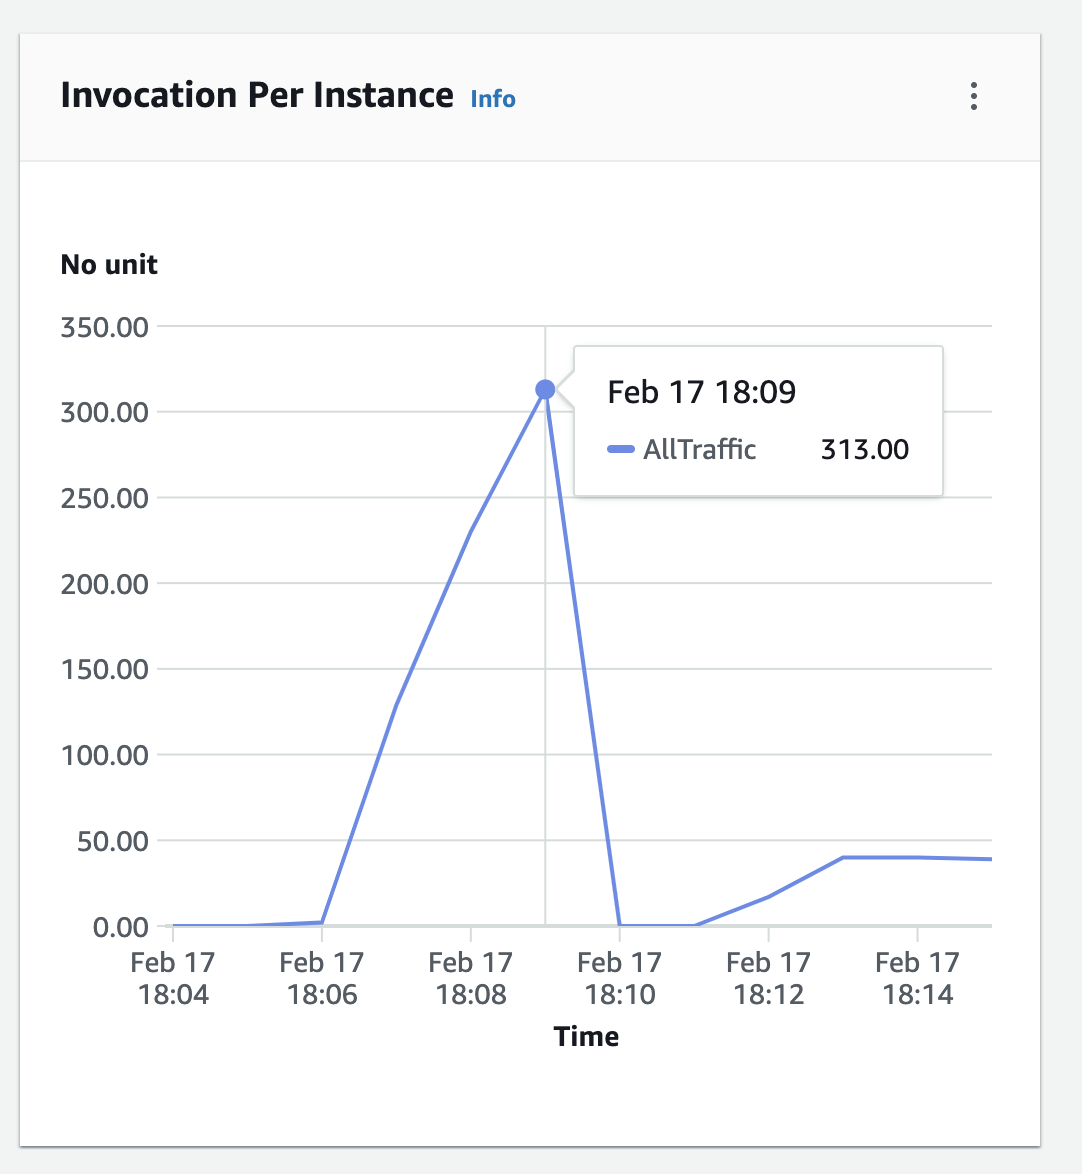 Invocation Per Instance Info
No unit
350.00
Feb 17 18:09
300.00
AllTraffic 313.00
250.00
200.00
150.00
100.00
50.00
0.00
Feb 17 Feb 17 Feb 17 Feb 17 Feb 17 Feb 17
18:04 18:06 18:08 18:10 18:12 18:14
Time